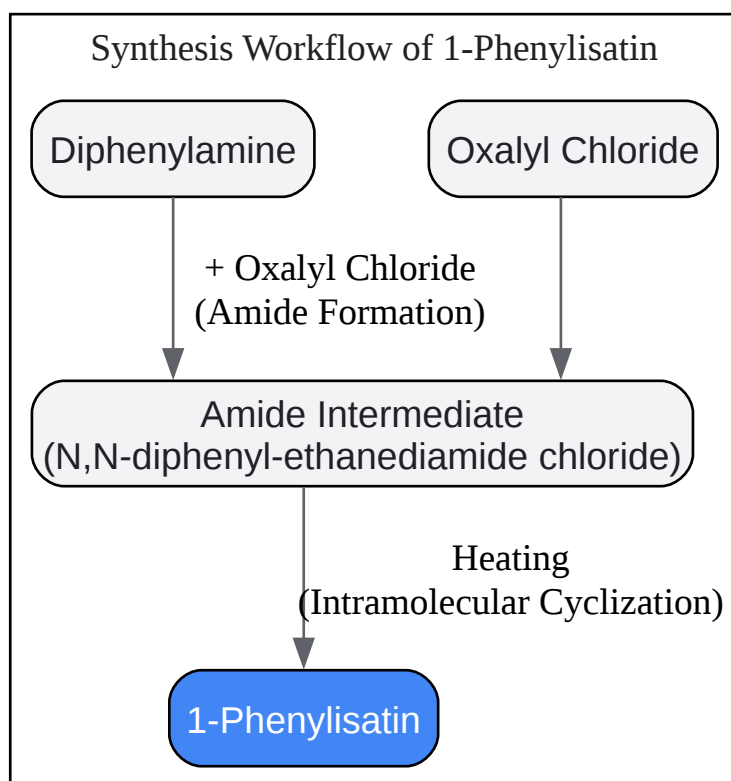 Synthesis Workflow of 1-Phenylisatin
Diphenylamine
Oxalyl Chloride
+ Oxalyl Chloride
(Amide Formation)
Amide Intermediate
(N,N-diphenyl-ethanediamide chloride)
Heating
(Intramolecular Cyclization)
1-Phenylisatin